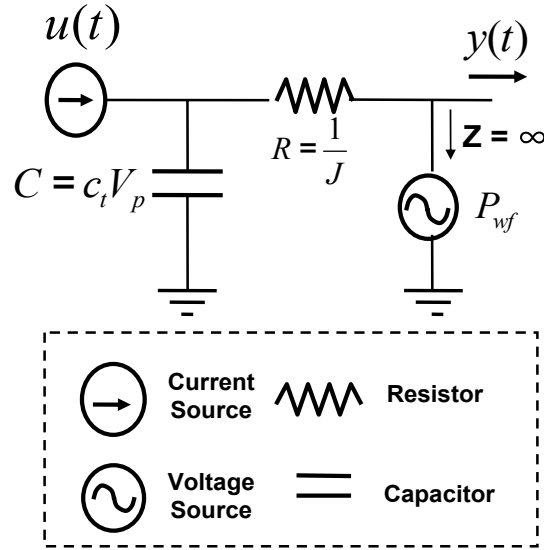 u(t)
y(t)
R = 1/J
Z = ∞
C = c_t V_p
P_wf
Current Source
Resistor
Voltage Source
Capacitor